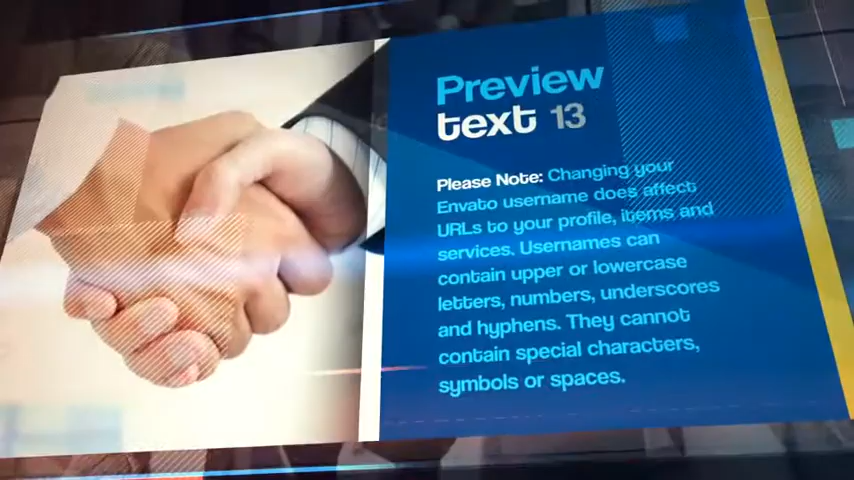 Preview
text 13
Please Note: Changing your
Envato username does affect
URLs to your profile, items and
services. Usernames can
contain upper or lowercase
letters, numbers, underscores
and hyphens. They cannot
contain special characters,
symbols or spaces.